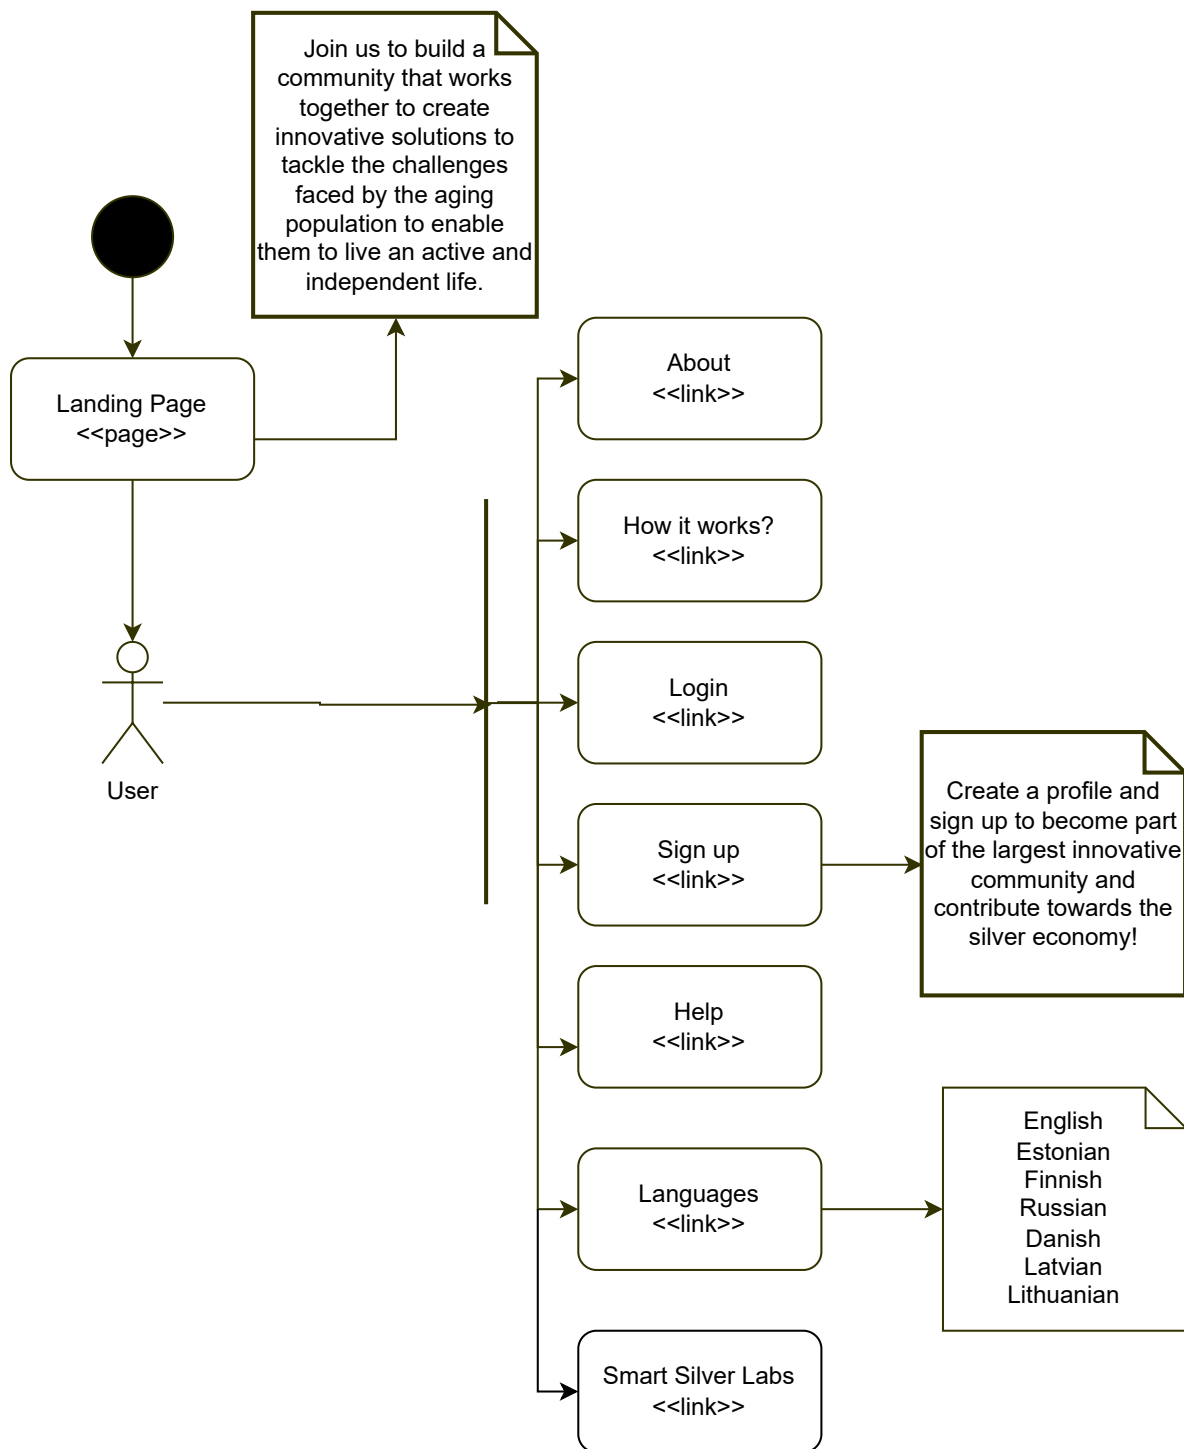 Join us to build a
community that works
together to create
innovative solutions to
tackle the challenges
faced by the aging
population to enable
them to live an active and
independent life.
Landing Page
<<page>>
User
About
<<link>>
How it works?
<<link>>
Login
<<link>>
Sign up
<<link>>
Create a profile and
sign up to become part
of the largest innovative
community and
contribute towards the
silver economy!
Help
<<link>>
Languages
<<link>>
English
Estonian
Finnish
Russian
Danish
Latvian
Lithuanian
Smart Silver Labs
<<link>>